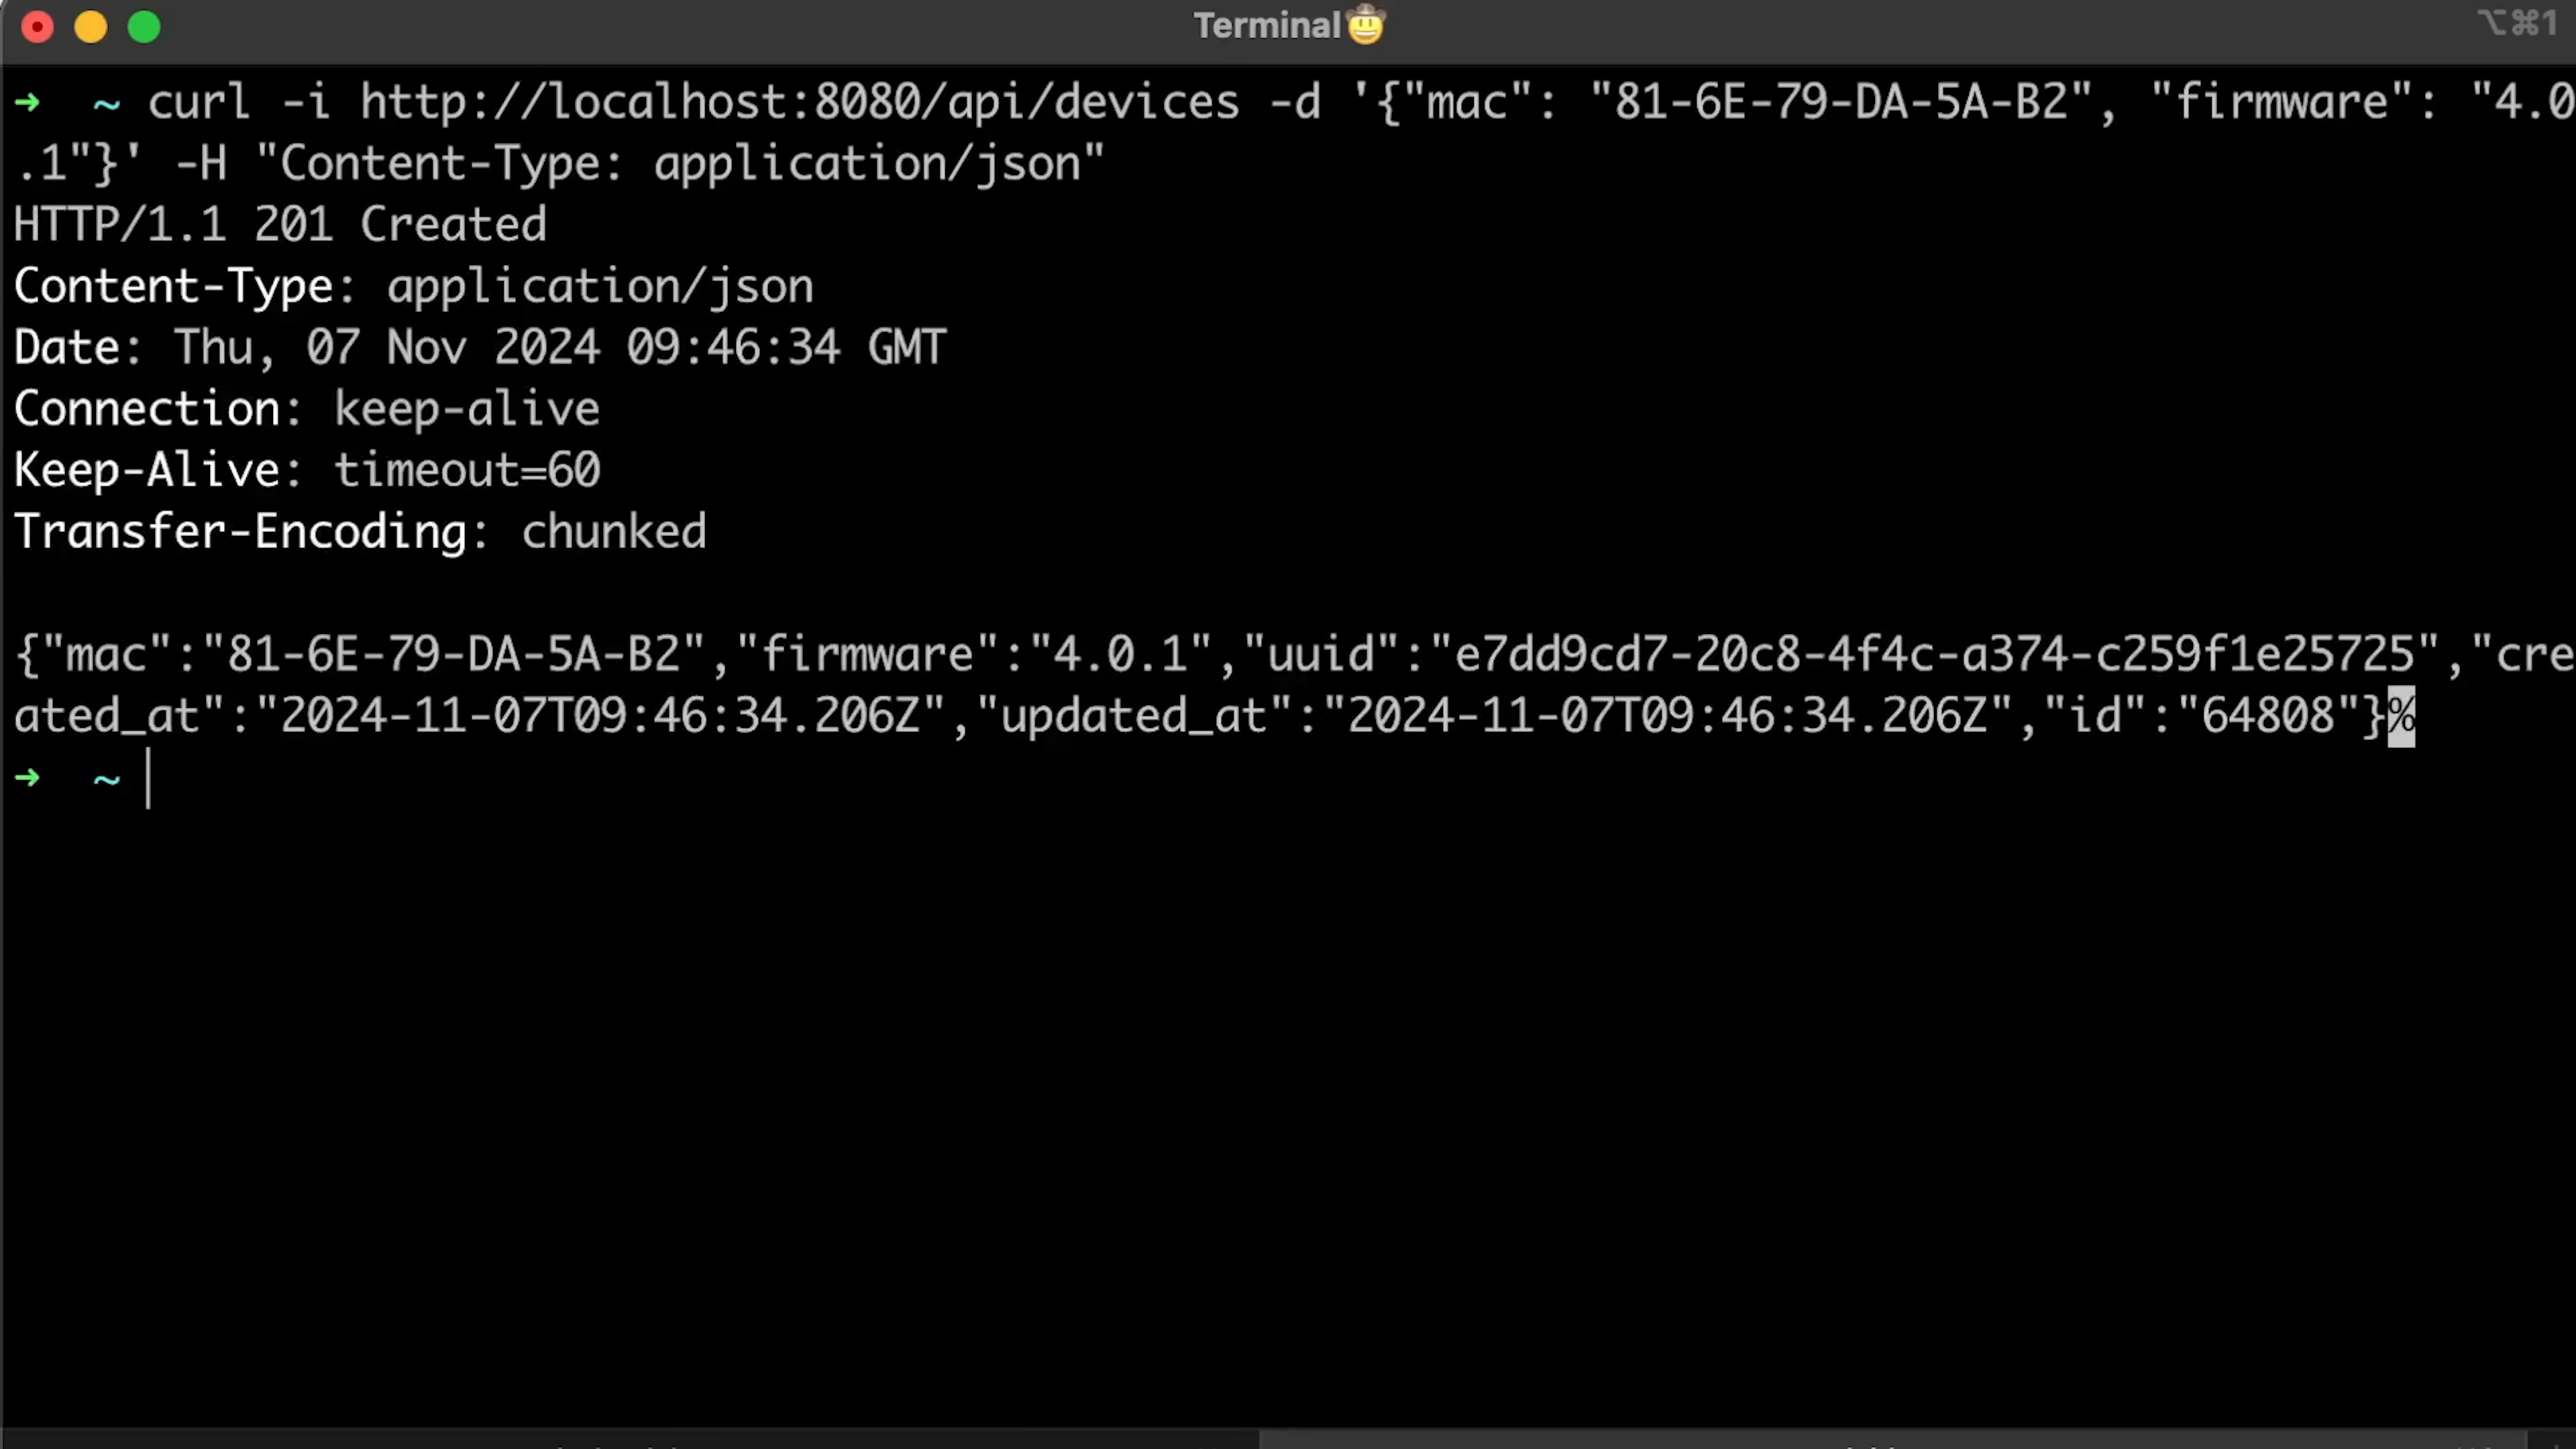 Terminal🤠
⌥⌘1
➜  ~ curl -i http://localhost:8080/api/devices -d '{"mac": "81-6E-79-DA-5A-B2", "firmware": "4.0
.1"}' -H "Content-Type: application/json"
HTTP/1.1 201 Created
Content-Type: application/json
Date: Thu, 07 Nov 2024 09:46:34 GMT
Connection: keep-alive
Keep-Alive: timeout=60
Transfer-Encoding: chunked
{"mac":"81-6E-79-DA-5A-B2","firmware":"4.0.1","uuid":"e7dd9cd7-20c8-4f4c-a374-c259f1e25725","cre
ated_at":"2024-11-07T09:46:34.206Z","updated_at":"2024-11-07T09:46:34.206Z","id":"64808"}%
➜  ~